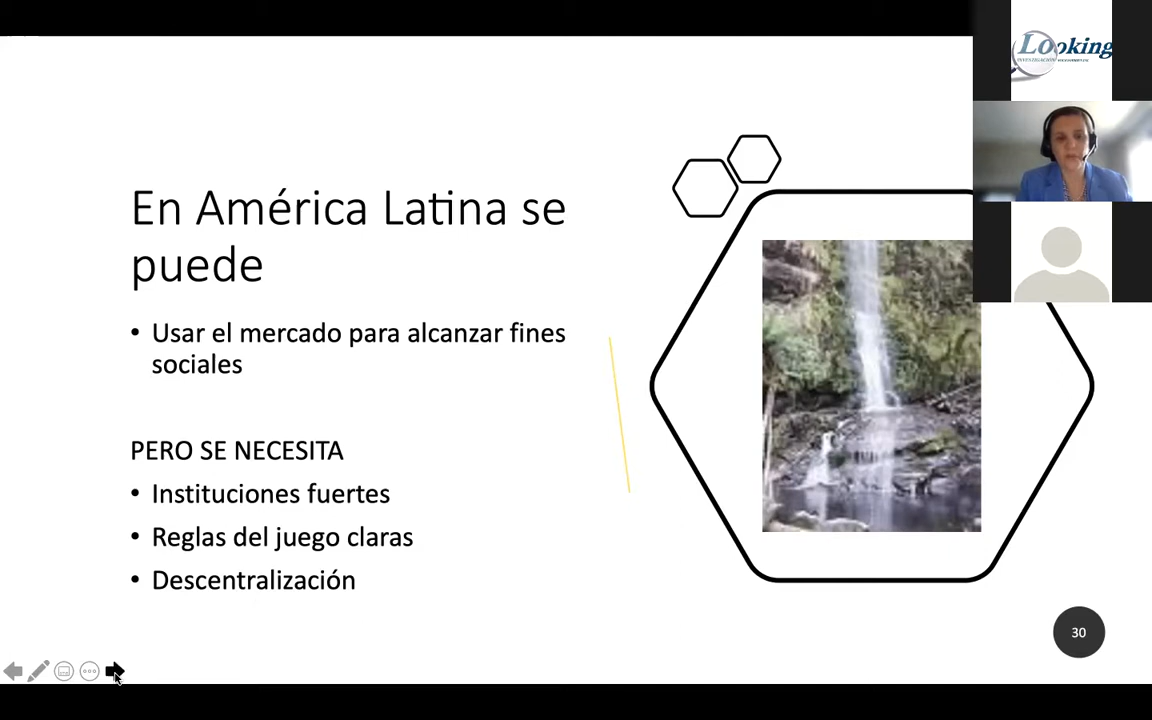 Looking
INVESTIGACIÓN
En América Latina se
puede
• Usar el mercado para alcanzar fines
sociales
PERO SE NECESITA
• Instituciones fuertes
• Reglas del juego claras
• Descentralización
30